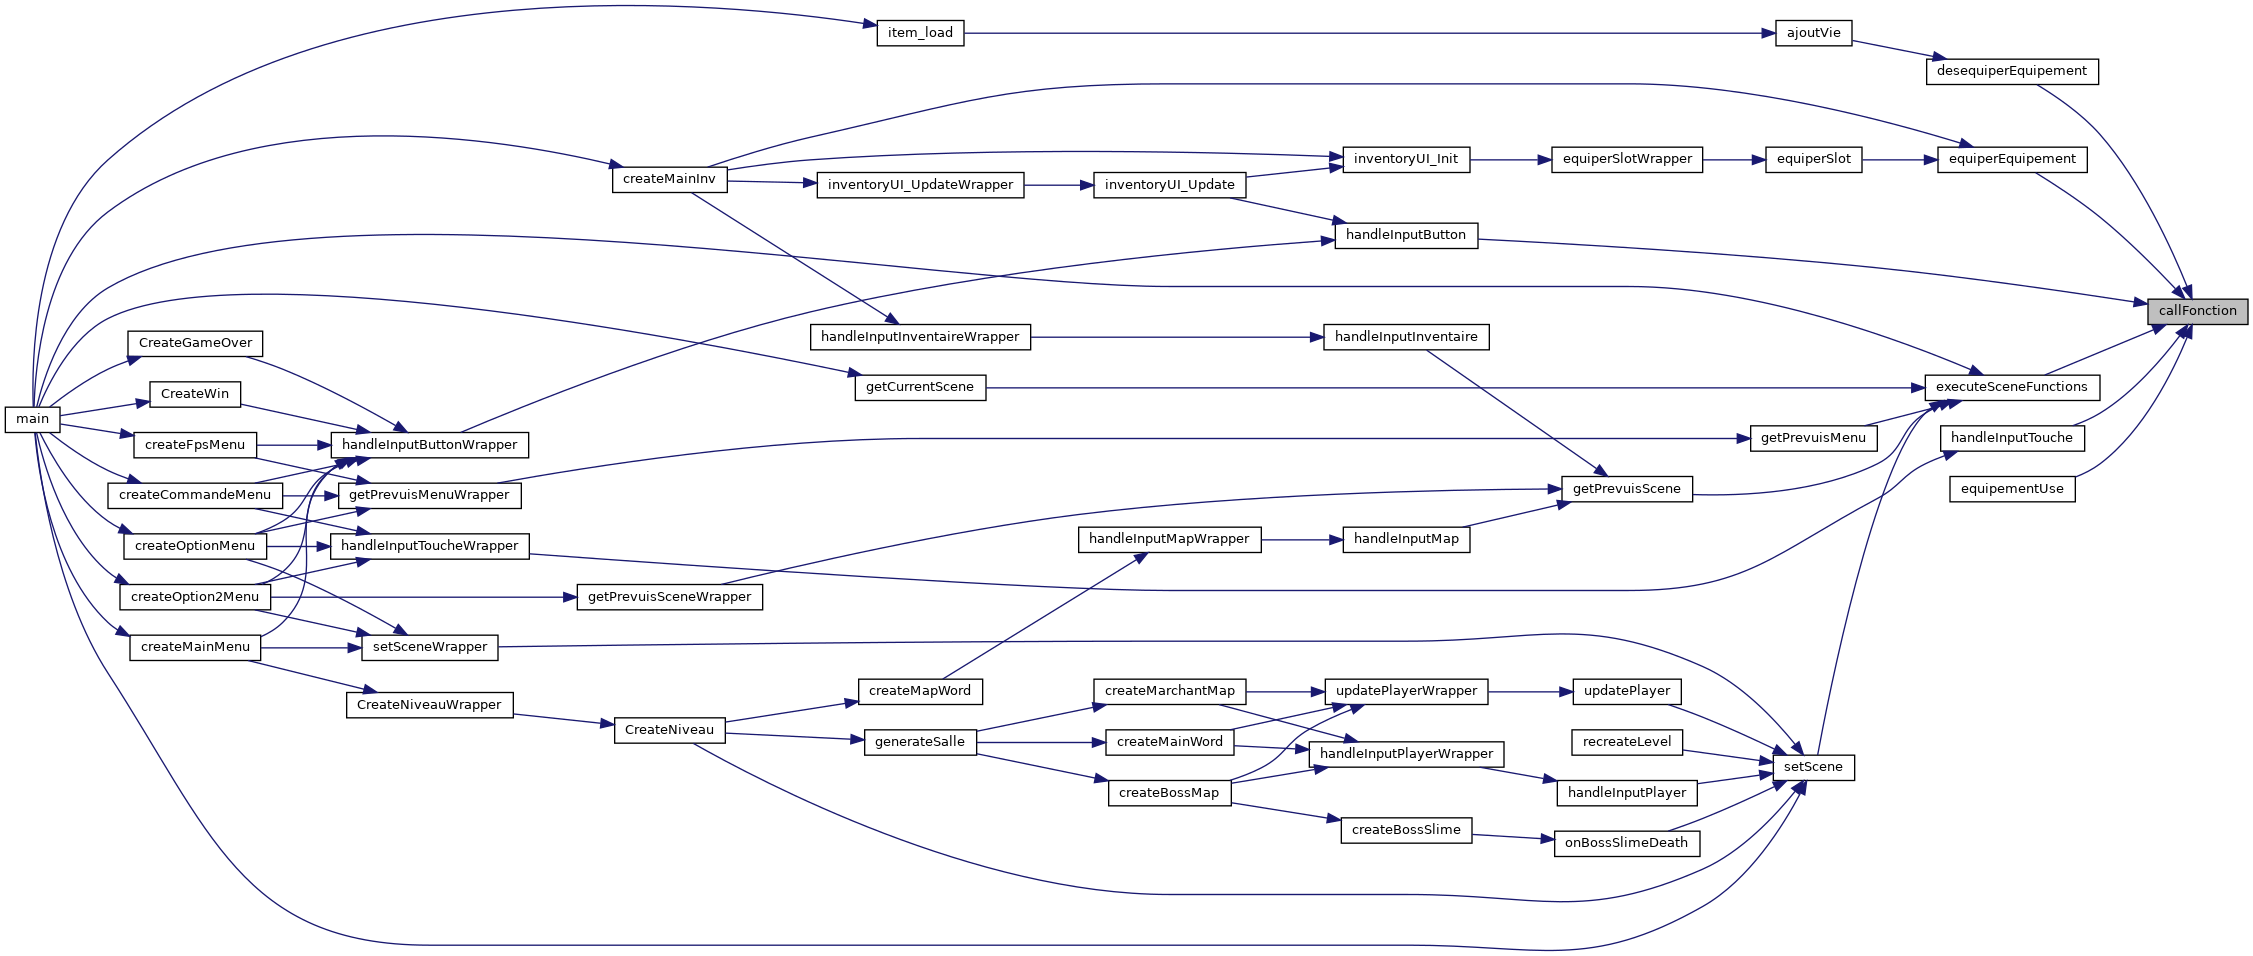 main
item_load
createMainInv
CreateGameOver
CreateWin
createFpsMenu
createCommandeMenu
createOptionMenu
createOption2Menu
createMainMenu
handleInputButtonWrapper
getPrevuisMenuWrapper
handleInputToucheWrapper
getPrevuisSceneWrapper
setSceneWrapper
CreateNiveauWrapper
CreateNiveau
inventoryUI_UpdateWrapper
handleInputInventaireWrapper
getCurrentScene
createMapWord
generateSalle
inventoryUI_Update
handleInputMapWrapper
createMarchantMap
createMainWord
createBossMap
inventoryUI_Init
handleInputButton
handleInputInventaire
handleInputMap
updatePlayerWrapper
handleInputPlayerWrapper
createBossSlime
equiperSlotWrapper
getPrevuisScene
updatePlayer
recreateLevel
handleInputPlayer
onBossSlimeDeath
ajoutVie
equiperSlot
getPrevuisMenu
setScene
desequiperEquipement
equiperEquipement
executeSceneFunctions
handleInputTouche
equipementUse
callFonction